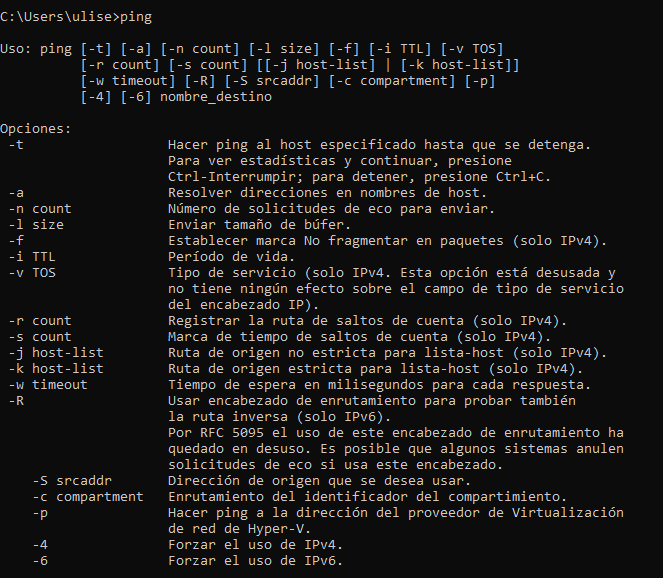 C:\Users\ulise>ping
Uso: ping [-t] [-a] [-n count] [-l size] [-f] [-i TTL] [-v TOS]
[-r count] [-s count] [[-j host-list] | [-k host-list]]
[-w timeout] [-R] [-S srcaddr] [-c compartment] [-p]
[-4] [-6] nombre_destino
Opciones:
-t Hacer ping al host especificado hasta que se detenga.
Para ver estadísticas y continuar, presione
Ctrl-Interrumpir; para detener, presione Ctrl+C.
-a Resolver direcciones en nombres de host.
-n count Número de solicitudes de eco para enviar.
-l size Enviar tamaño de búfer.
-f Establecer marca No fragmentar en paquetes (solo IPv4).
-i TTL Período de vida.
-v TOS Tipo de servicio (solo IPv4. Esta opción está desusada y
no tiene ningún efecto sobre el campo de tipo de servicio
del encabezado IP).
-r count Registrar la ruta de saltos de cuenta (solo IPv4).
-s count Marca de tiempo de saltos de cuenta (solo IPv4).
-j host-list Ruta de origen no estricta para lista-host (solo IPv4).
-k host-list Ruta de origen estricta para lista-host (solo IPv4).
-w timeout Tiempo de espera en milisegundos para cada respuesta.
-R Usar encabezado de enrutamiento para probar también
la ruta inversa (solo IPv6).
Por RFC 5095 el uso de este encabezado de enrutamiento ha
quedado en desuso. Es posible que algunos sistemas anulen
solicitudes de eco si usa este encabezado.
-S srcaddr Dirección de origen que se desea usar.
-c compartment Enrutamiento del identificador del compartimiento.
-p Hacer ping a la dirección del proveedor de Virtualización
de red de Hyper-V.
-4 Forzar el uso de IPv4.
-6 Forzar el uso de IPv6.